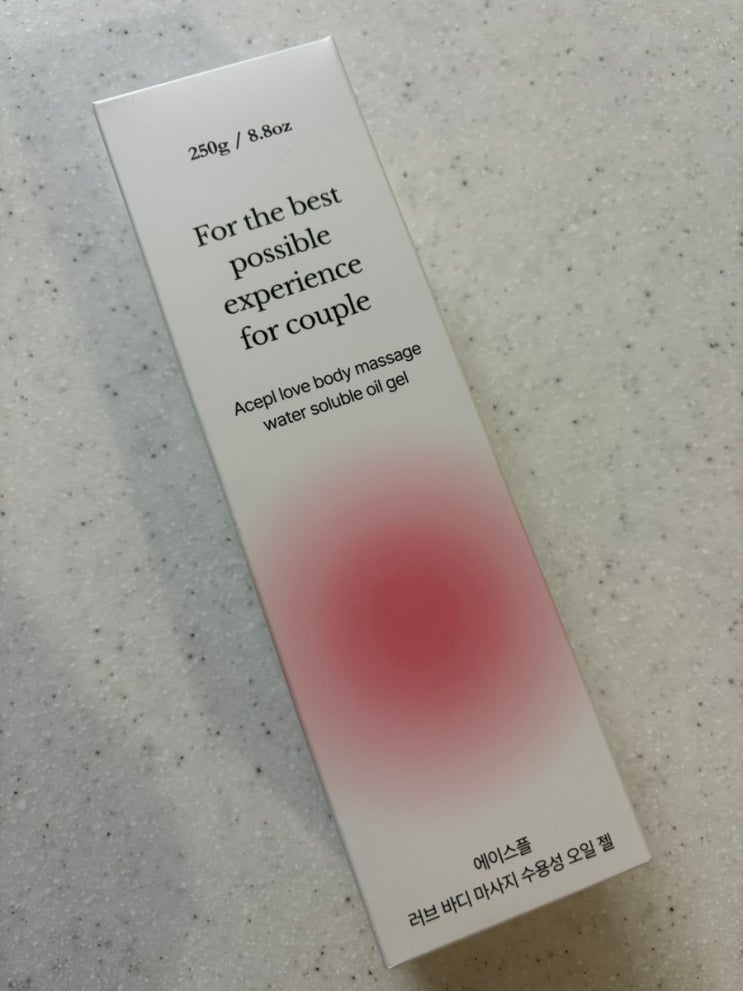 250g / 8.8oz
For the best
possible
experience
for couple
Acepl love body massage
water soluble oil gel
에이스플
러브 바디 마사지 수용성 오일 젤